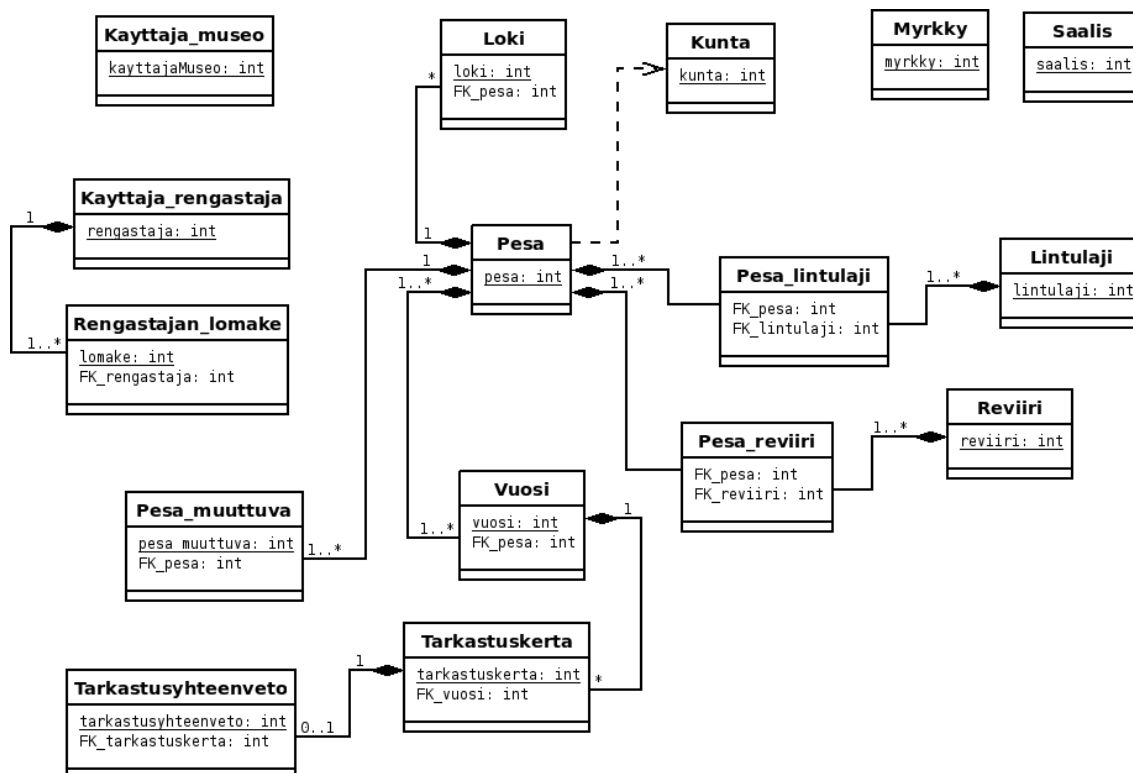 Kayttaja_museo
kayttajaMuseo: int
Loki
loki: int
FK_pesa: int
Kunta
kunta: int
Myrkky
myrkky: int
Saalis
saalis: int
*
1
Kayttaja_rengastaja
rengastaja: int
1
Rengastajan_lomake
lomake: int
FK_rengastaja: int
1..*
Pesa
pesa: int
1
1..*
1..*
1..*
Pesa_lintulaji
FK_pesa: int
FK_lintulaji: int
1..*
Lintulaji
lintulaji: int
Pesa_reviiri
FK_pesa: int
FK_reviiri: int
1..*
Reviiri
reviiri: int
Pesa_muuttuva
pesa_muuttuva: int
FK_pesa: int
1..*
Vuosi
vuosi: int
FK_pesa: int
1..*
1
Tarkastuskerta
tarkastuskerta: int
FK_vuosi: int
*
1
Tarkastusyhteenveto
tarkastusyhteenveto: int
FK_tarkastuskerta: int
0..1